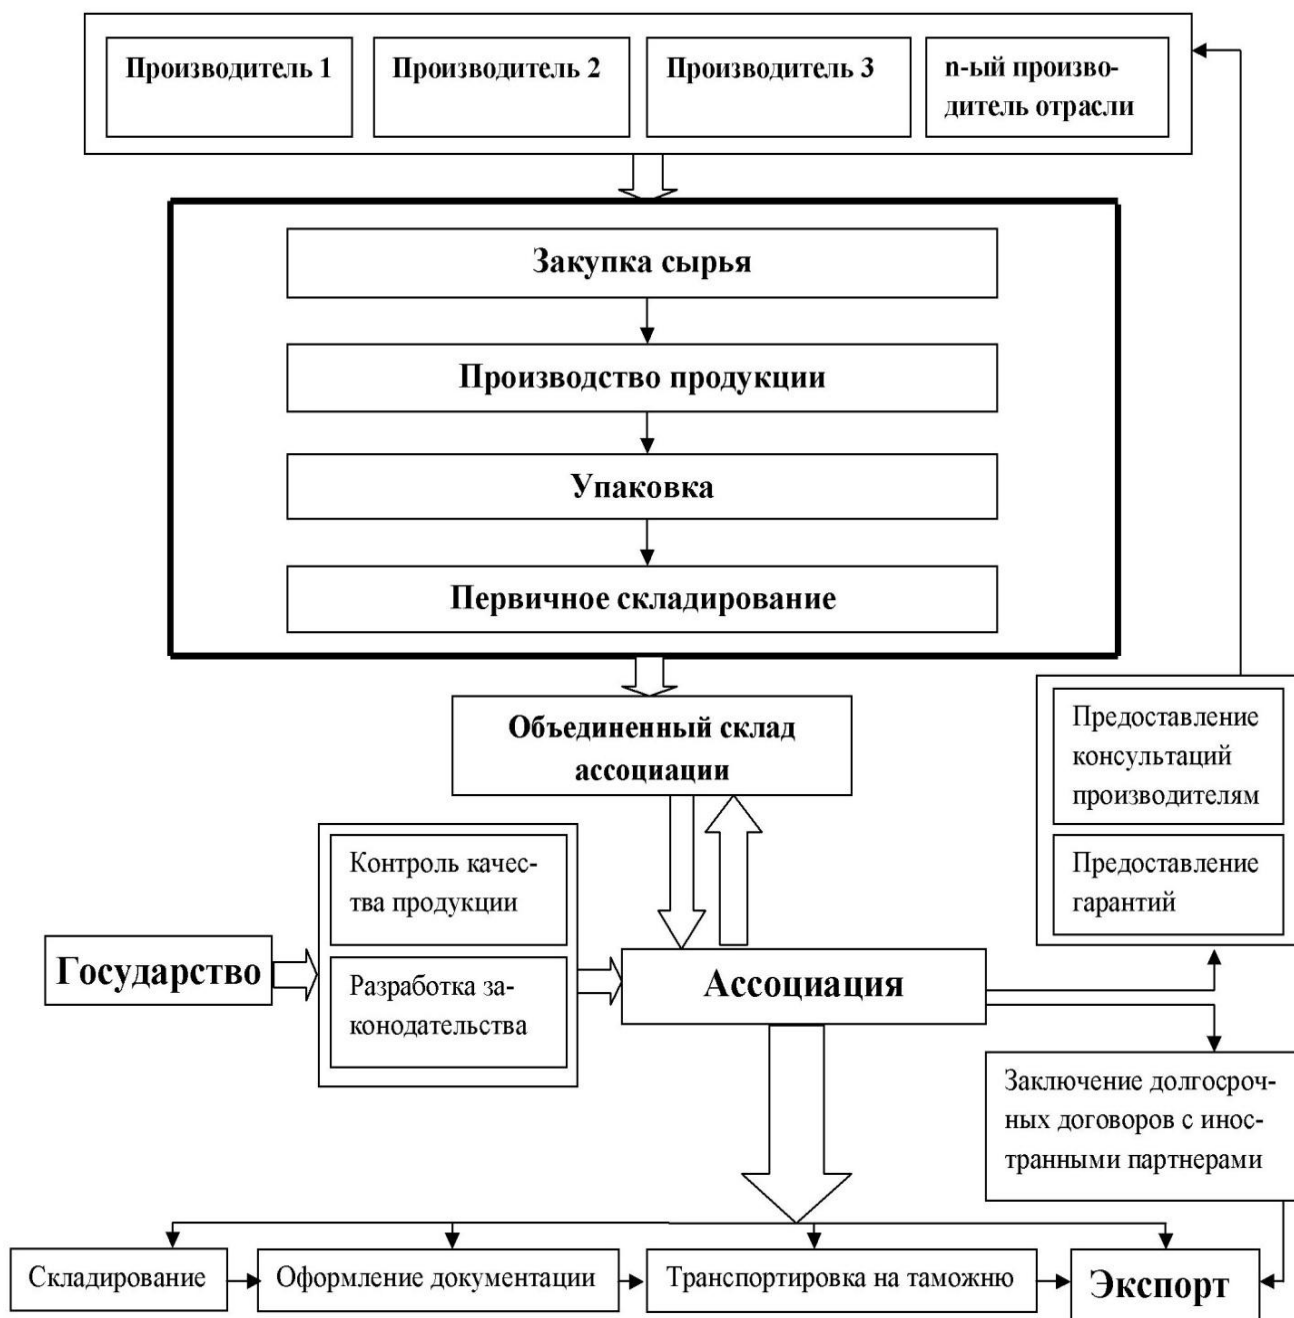 Производитель 1
Производитель 2
Производитель 3
n-ый произво-
дитель отрасли
Закупка сырья
Производство продукции
Упаковка
Первичное складирование
Объединенный склад
ассоциации
Предоставление
консультаций
производителям
Предоставление
гарантий
Контроль качес-
тва продукции
Государство
Разработка за-
конодательства
Ассоциация
Заключение долгосроч-
ных договоров с инос-
транными партнерами
Складирование
Оформление документации
Транспортировка на таможню
Экспорт